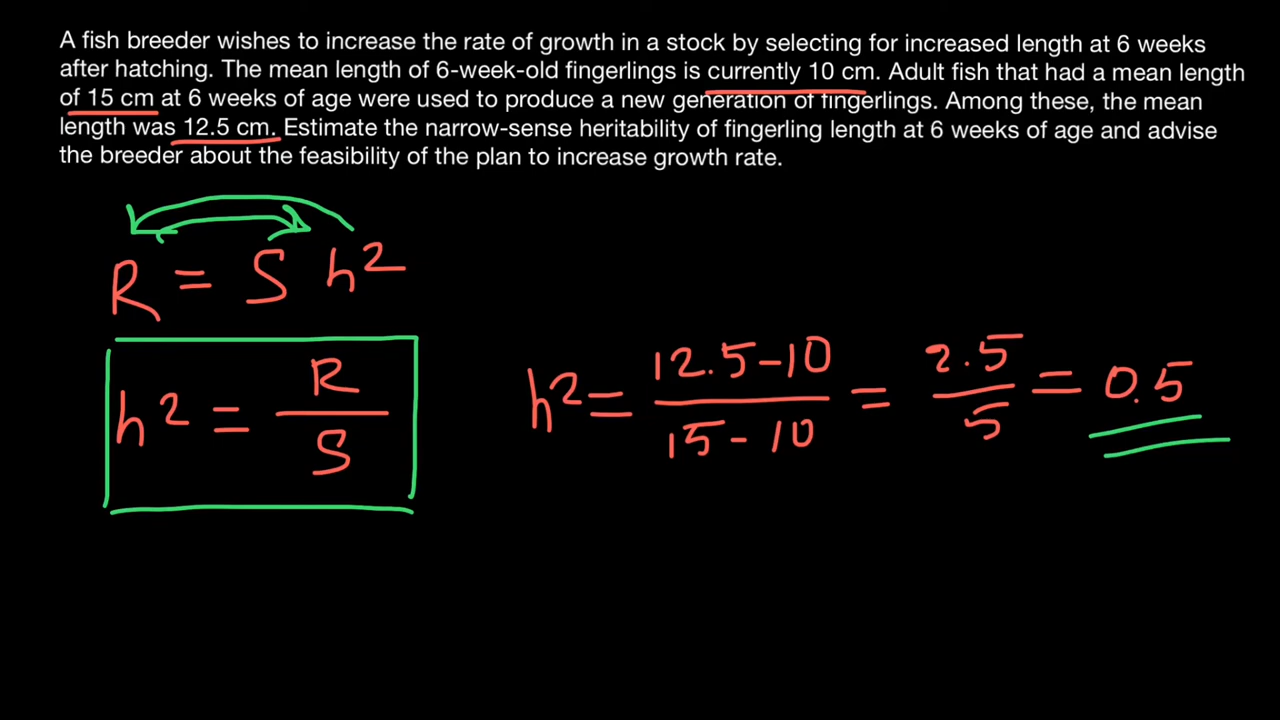 A fish breeder wishes to increase the rate of growth in a stock by selecting for increased length at 6 weeks
after hatching. The mean length of 6-week-old fingerlings is currently 10 cm. Adult fish that had a mean length
of 15 cm at 6 weeks of age were used to produce a new generation of fingerlings. Among these, the mean
length was 12.5 cm. Estimate the narrow-sense heritability of fingerling length at 6 weeks of age and advise
the breeder about the feasibility of the plan to increase growth rate.
R = S h²
h² = R / S
h² = 12.5 - 10 / 15 - 10 = 2.5 / 5 = 0.5